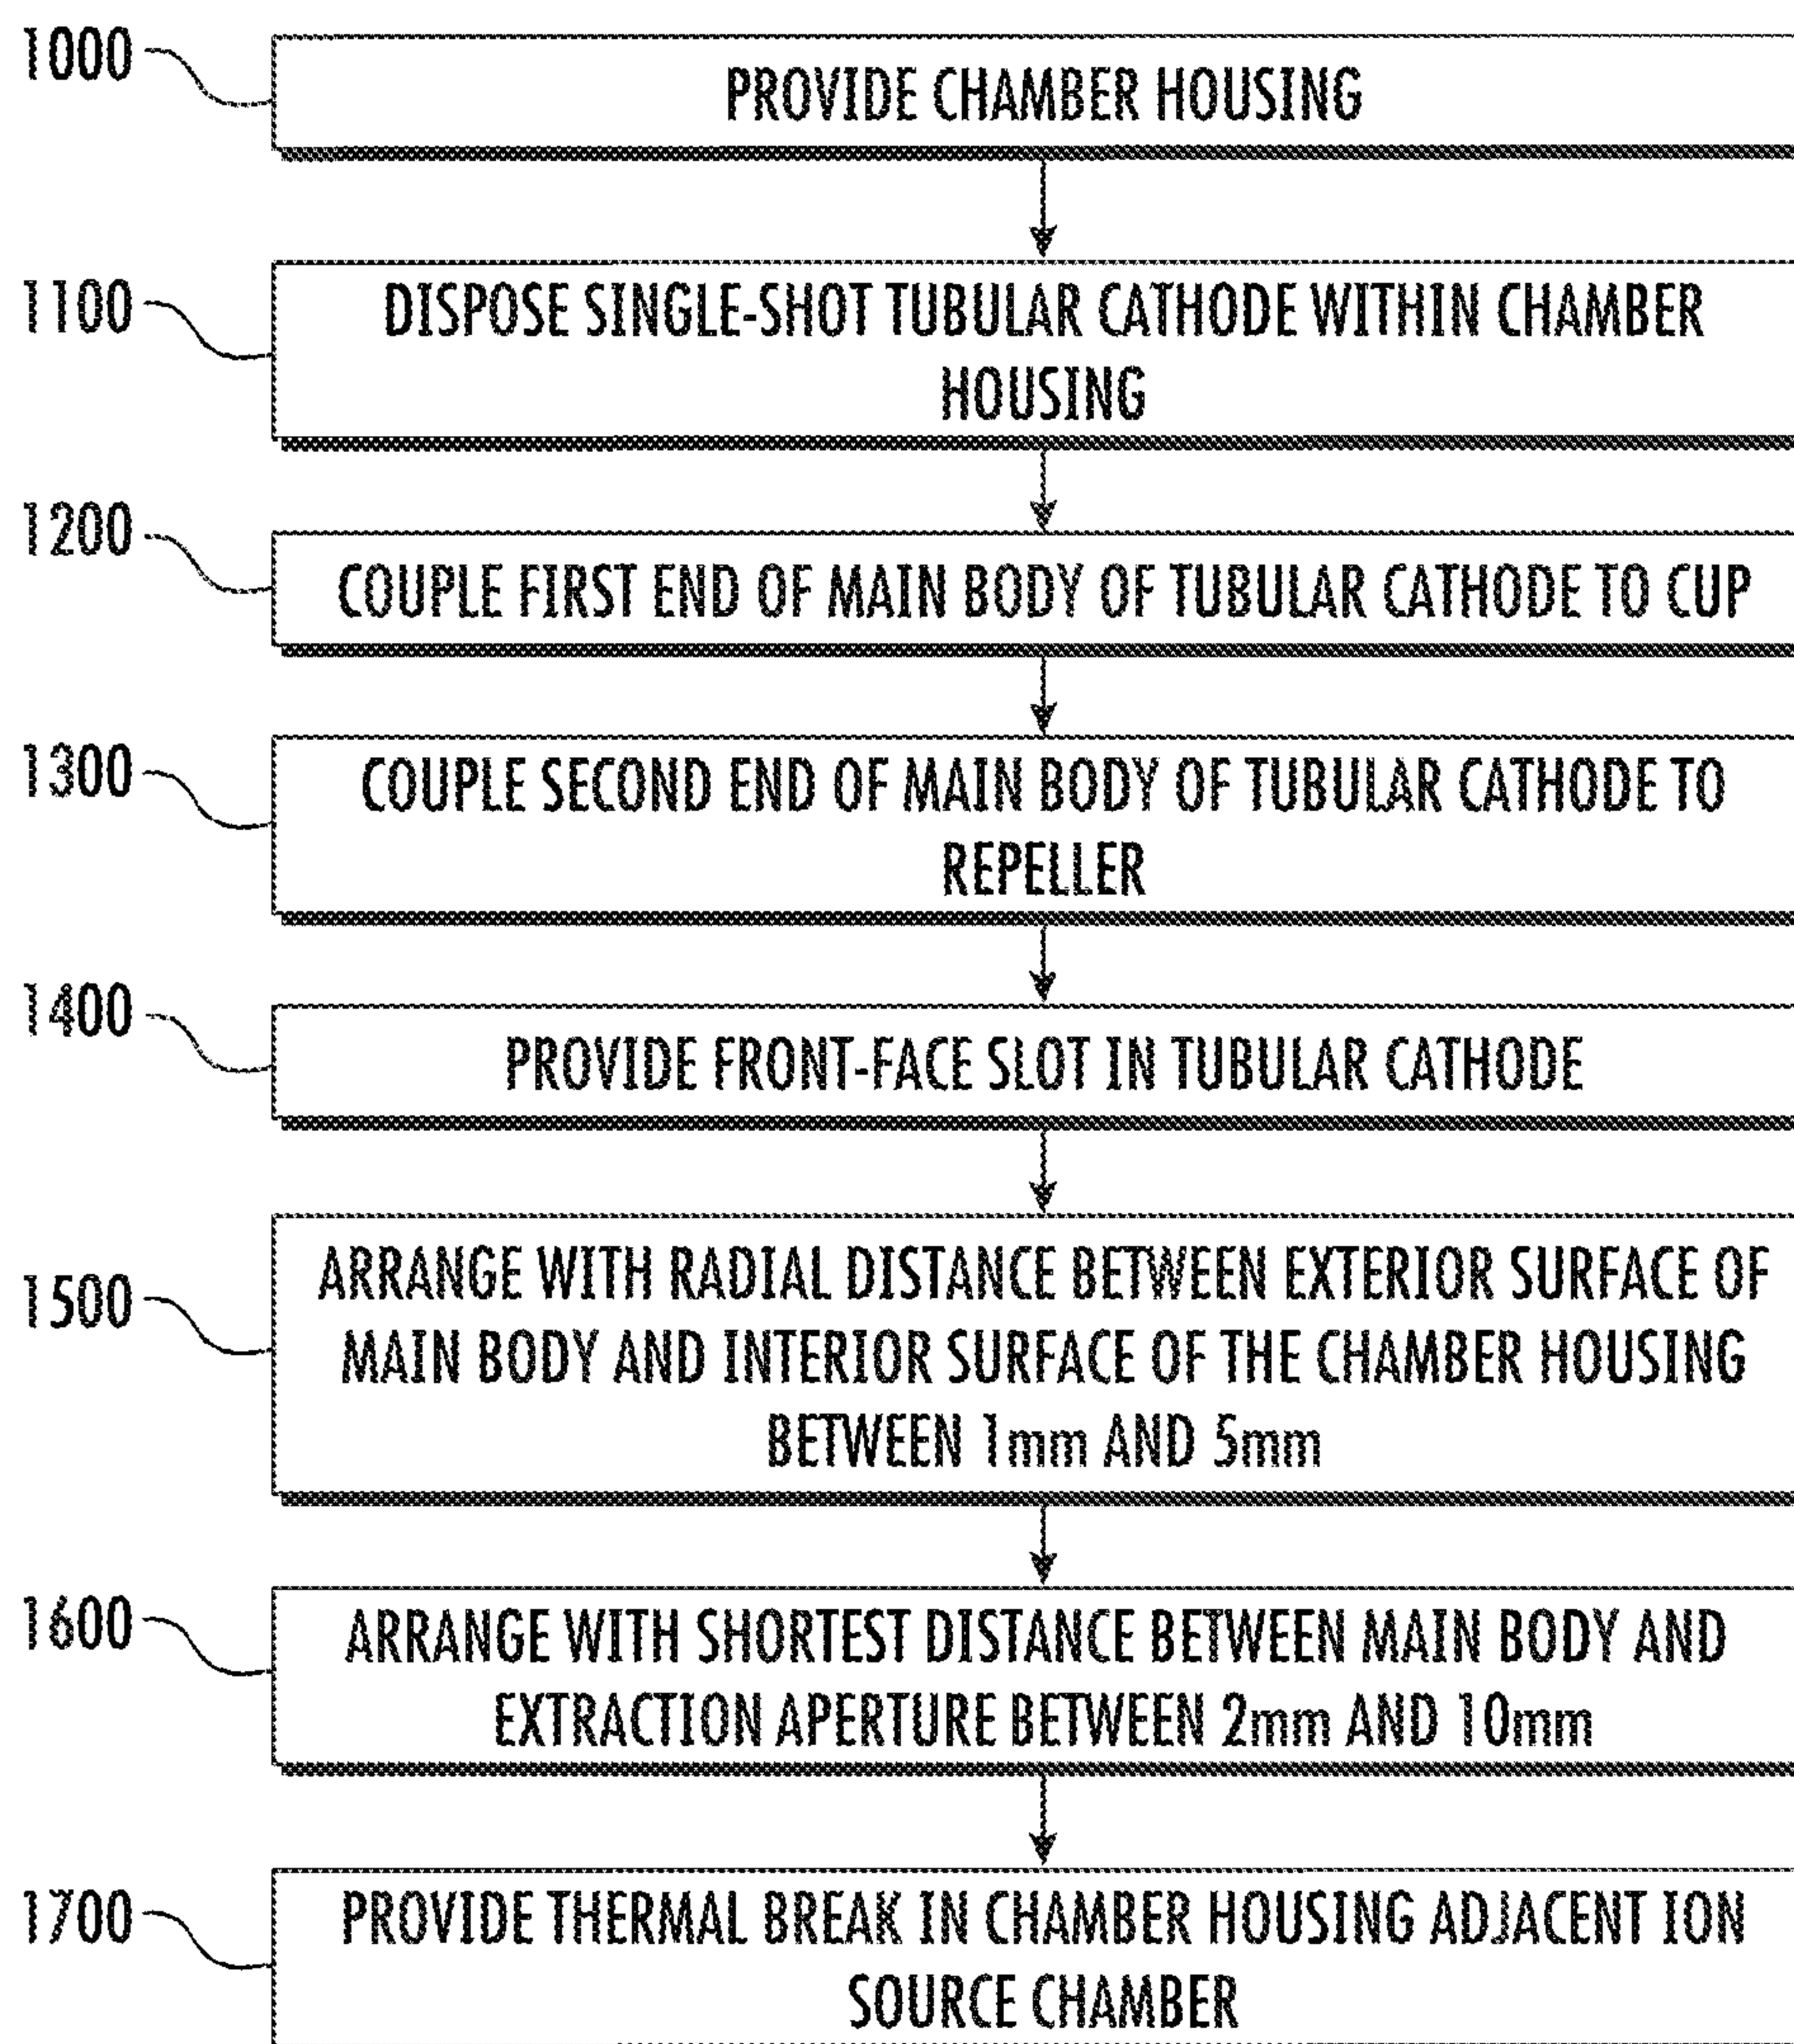 1000
PROVIDE CHAMBER HOUSING
1100
DISPOSE SINGLE-SHOT TUBULAR CATHODE WITHIN CHAMBER
HOUSING
1200
COUPLE FIRST END OF MAIN BODY OF TUBULAR CATHODE TO CUP
1300
COUPLE SECOND END OF MAIN BODY OF TUBULAR CATHODE TO
REPELLER
1400
PROVIDE FRONT-FACE SLOT IN TUBULAR CATHODE
1500
ARRANGE WITH RADIAL DISTANCE BETWEEN EXTERIOR SURFACE OF
MAIN BODY AND INTERIOR SURFACE OF THE CHAMBER HOUSING
BETWEEN 1mm AND 5mm
1600
ARRANGE WITH SHORTEST DISTANCE BETWEEN MAIN BODY AND
EXTRACTION APERTURE BETWEEN 2mm AND 10mm
1700
PROVIDE THERMAL BREAK IN CHAMBER HOUSING ADJACENT ION
SOURCE CHAMBER